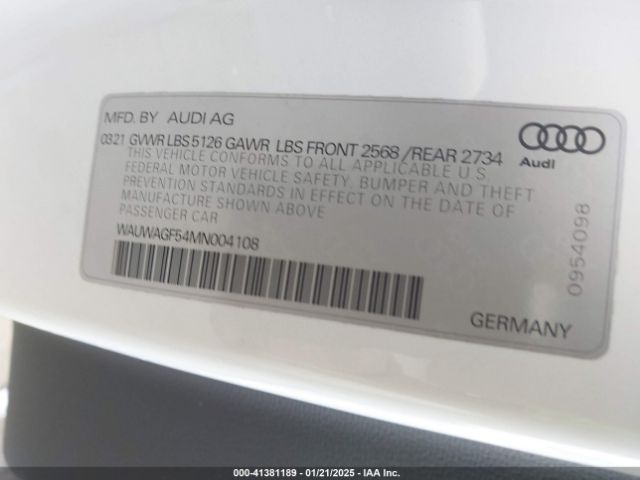 MFD. BY AUDI AG
0321 GVWR LBS 5126 GAWR LBS FRONT 2568 /REAR 2734
THIS VEHICLE CONFORMS TO ALL APPLICABLE U.S
FEDERAL MOTOR VEHICLE SAFETY, BUMPER AND THEFT
PREVENTION STANDARDS IN EFFECT ON THE DATE OF
MANUFACTURE SHOWN ABOVE
PASSENGER CAR
WAUWAGF54MN004108
Audi
0954098
GERMANY
000-41381189 - 01/21/2025 - IAA Inc.